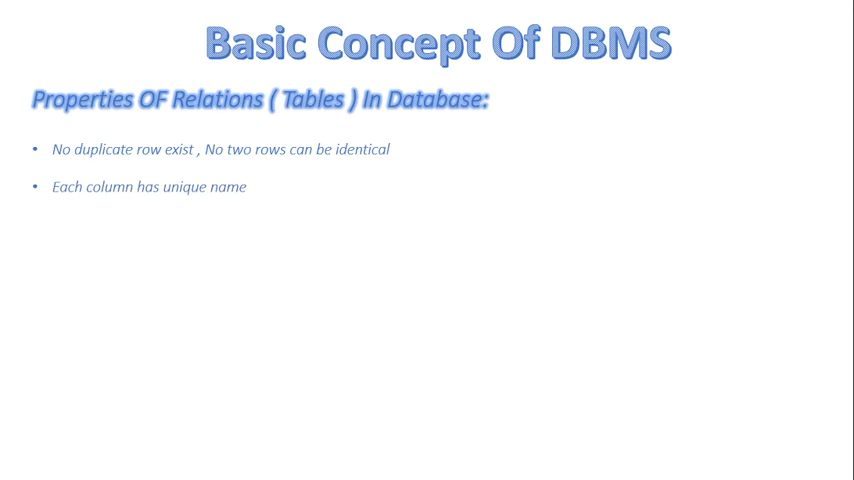 Basic Concept Of DBMS
Properties OF Relations ( Tables ) In Database:
• No duplicate row exist , No two rows can be identical
• Each column has unique name